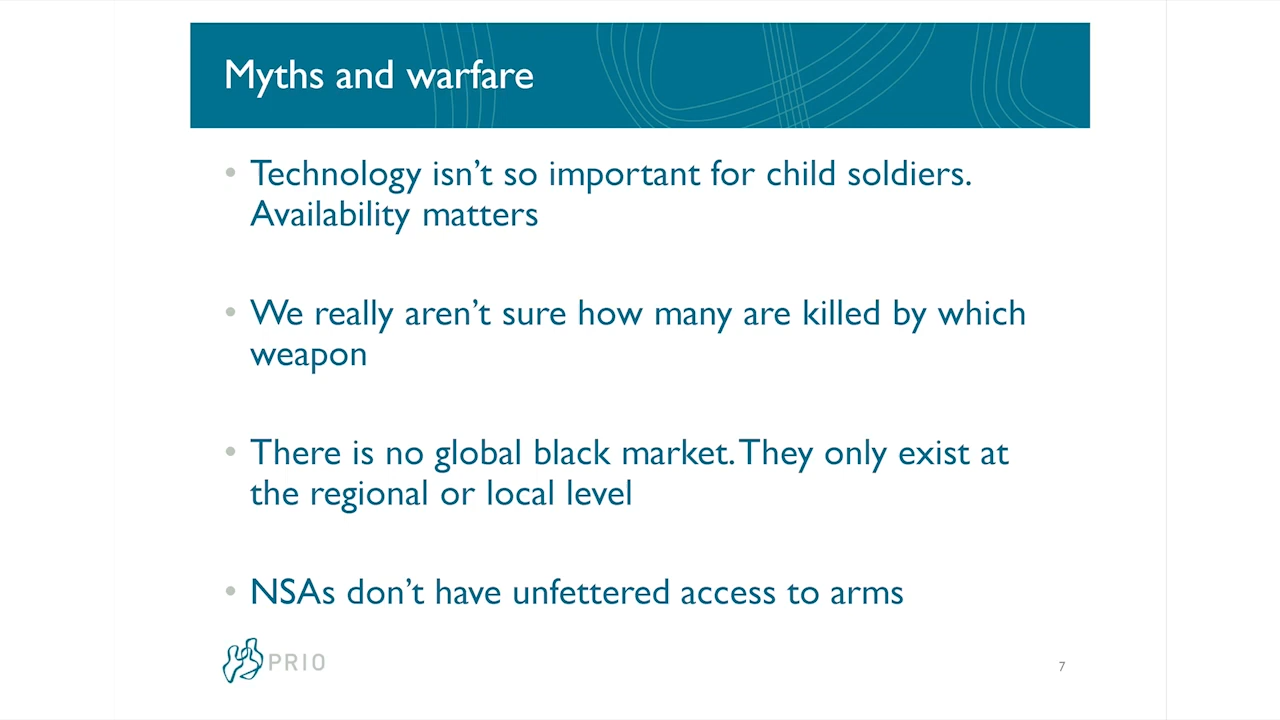 Myths and warfare
• Technology isn’t so important for child soldiers.
Availability matters
• We really aren’t sure how many are killed by which
weapon
• There is no global black market. They only exist at
the regional or local level
• NSAs don’t have unfettered access to arms
PRIO
7